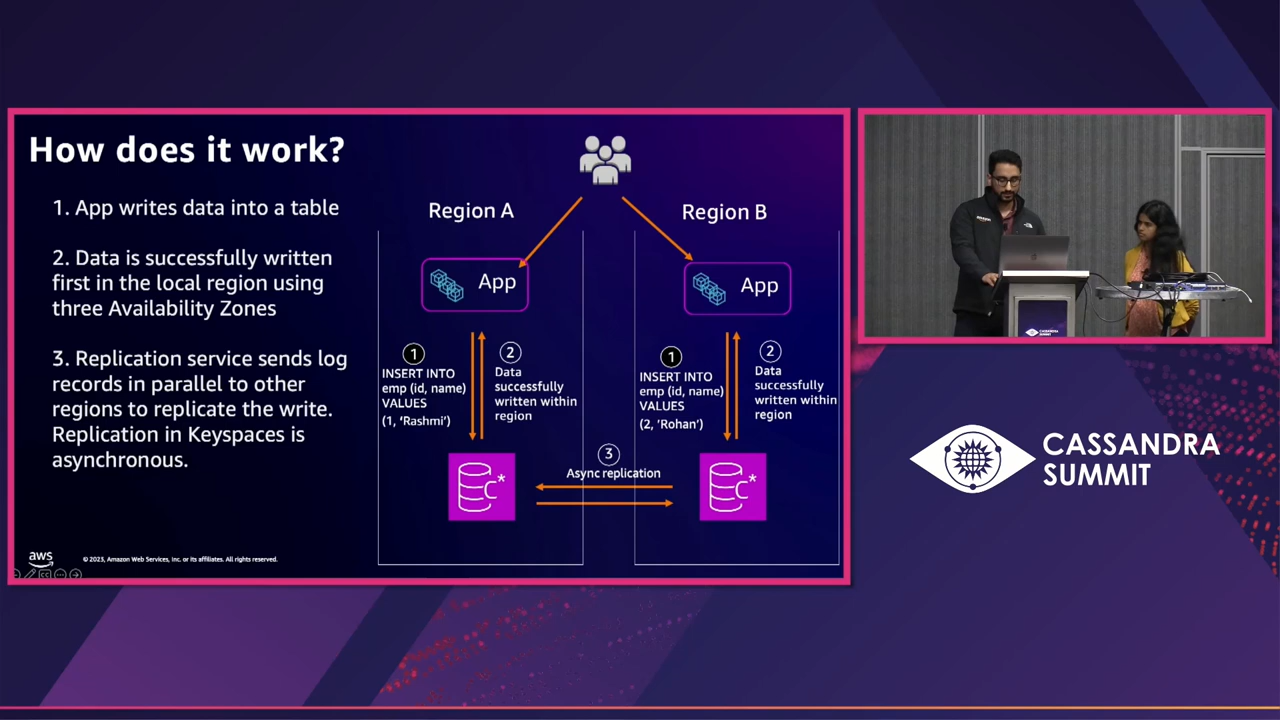 How does it work?
1. App writes data into a table
2. Data is successfully written
first in the local region using
three Availability Zones
3. Replication service sends log
records in parallel to other
regions to replicate the write.
Replication in Keyspaces is
asynchronous.
Region A
Region B
App
App
1
INSERT INTO
emp (id, name)
VALUES
(1, ‘Rashmi’)
2
Data
successfully
written within
region
1
INSERT INTO
emp (id, name)
VALUES
(2, 'Rohan’)
2
Data
successfully
written within
region
3
Async replication
C*
C*
aws
© 2023, Amazon Web Services, Inc. or its affiliates. All rights reserved.
CASSANDRA
SUMMIT